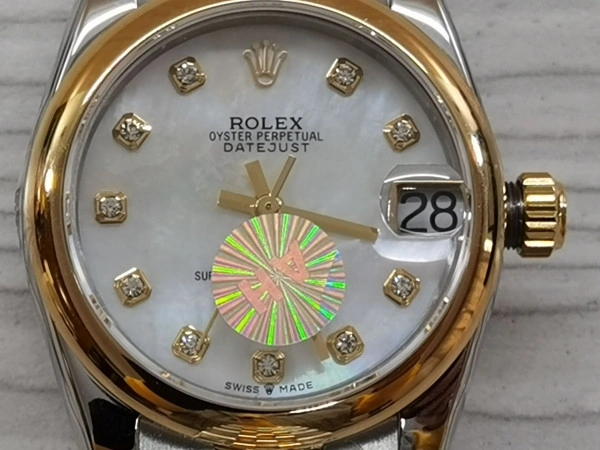 ROLEX
OYSTER PERPETUAL
DATEJUST
28
SWISS MADE